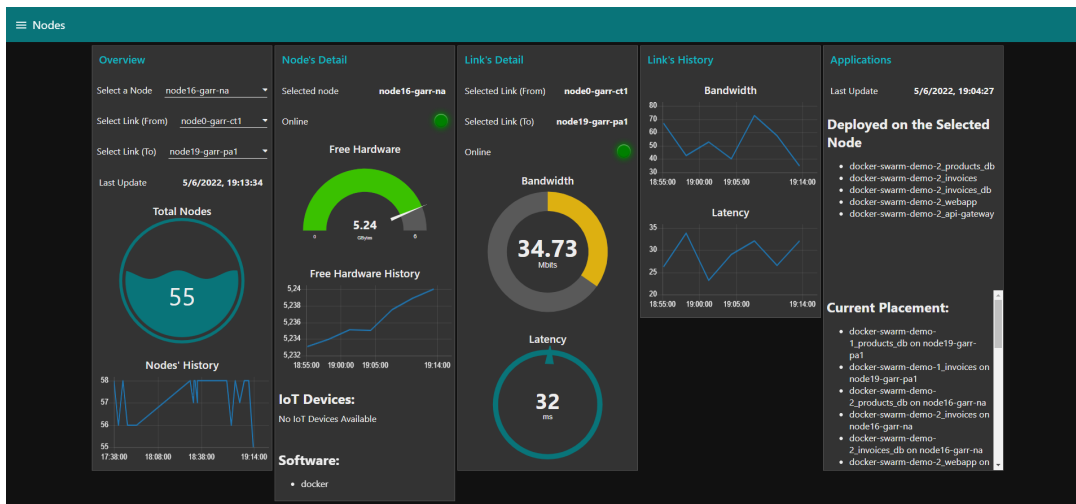 Nodes
Overview
Select a Node node16-garr-na
Select Link (From) node0-garr-ct1
Select Link (To) node19-garr-pa1
Last Update 5/6/2022, 19:13:34
Total Nodes
55
Nodes' History
58
57
56
55
17:38:00 18:08:00 18:38:00 19:14:00
Node's Detail
Selected node node16-garr-na
Online
Free Hardware
5.24
GBytes
0 6
Free Hardware History
5,24
5,238
5,236
5,234
5,232
18:55:00 19:00:00 19:05:00 19:14:00
IoT Devices:
No IoT Devices Available
Software:
• docker
Link's Detail
Selected Link (From) node0-garr-ct1
Selected Link (To) node19-garr-pa1
Online
Bandwidth
34.73
Mbits
Latency
32
ms
Link's History
Bandwidth
80
70
60
50
40
30
18:55:00 19:00:00 19:05:00 19:14:00
Latency
35
30
25
20
18:55:00 19:00:00 19:05:00 19:14:00
Applications
Last Update 5/6/2022, 19:04:27
Deployed on the Selected
Node
• docker-swarm-demo-2_products_db
• docker-swarm-demo-2_invoices
• docker-swarm-demo-2_invoices_db
• docker-swarm-demo-2_webapp
• docker-swarm-demo-2_api-gateway
Current Placement:
• docker-swarm-demo-
1_products_db on node19-garr-
pa1
• docker-swarm-demo-1_invoices on
node19-garr-pa1
• docker-swarm-demo-
2_products_db on node16-garr-na
• docker-swarm-demo-2_invoices on
node16-garr-na
• docker-swarm-demo-
2_invoices_db on node16-garr-na
• docker-swarm-demo-2_webapp on